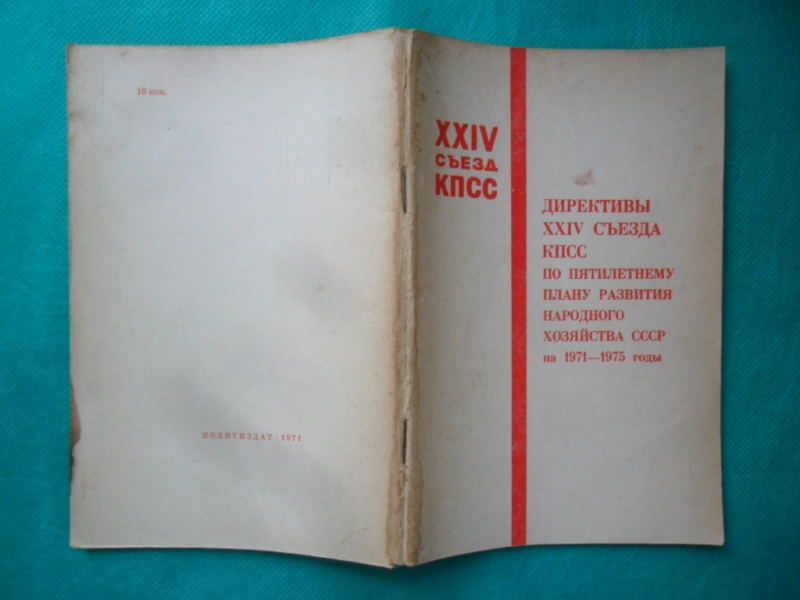 10 коп.
ПОЛИТИЗДАТ · 1971
XXIV
СЪЕЗД
КПСС
ДИРЕКТИВЫ
XXIV СЪЕЗДА
КПСС
ПО ПЯТИЛЕТНЕМУ
ПЛАНУ РАЗВИТИЯ
НАРОДНОГО
ХОЗЯЙСТВА СССР
на 1971—1975 годы